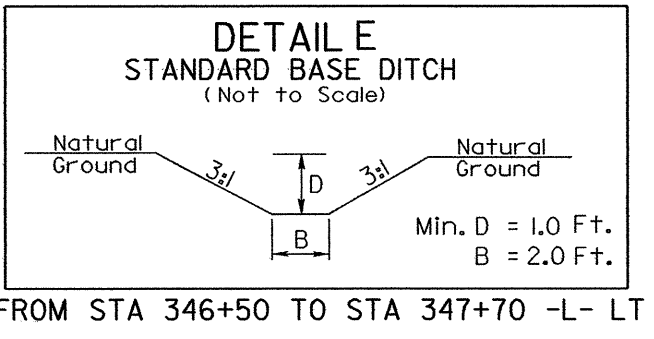 DETAIL E
STANDARD BASE DITCH
(Not to Scale)
Natural
Ground
3:1
D
3:1
Natural
Ground
B
Min. D = 1.0 Ft.
B = 2.0 Ft.
FROM STA 346+50 TO STA 347+70 -L- LT